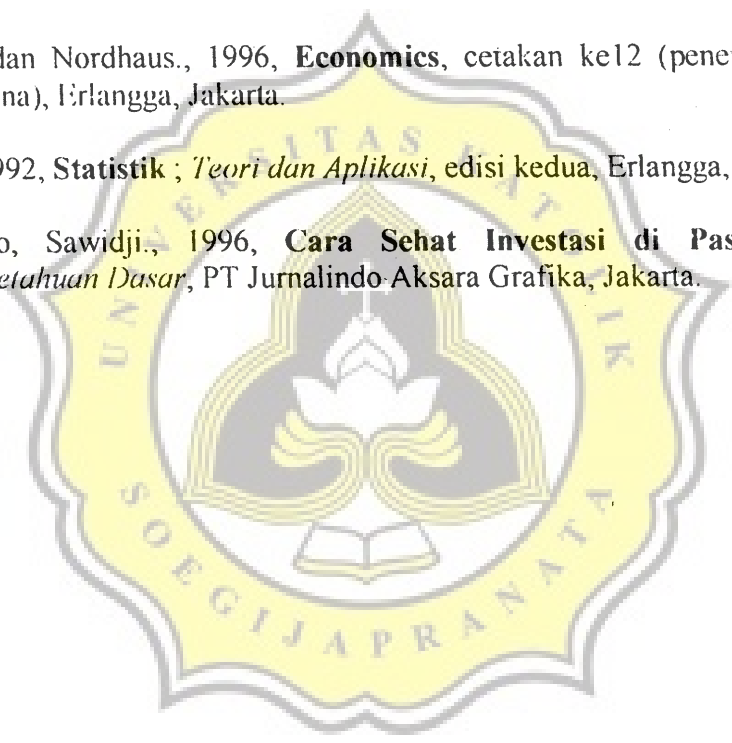 dan Nordhaus., 1996, Economics, cetakan ke12 (pene
na), Erlangga, Jakarta.
992, Statistik ; Teori dan Aplikasi, edisi kedua, Erlangga,
o, Sawidji., 1996, Cara Sehat Investasi di Pas
etahuan Dasar, PT Jurnalindo Aksara Grafika, Jakarta.
UNIVERSITAS KATOLIK
SOEGIJAPRANATA